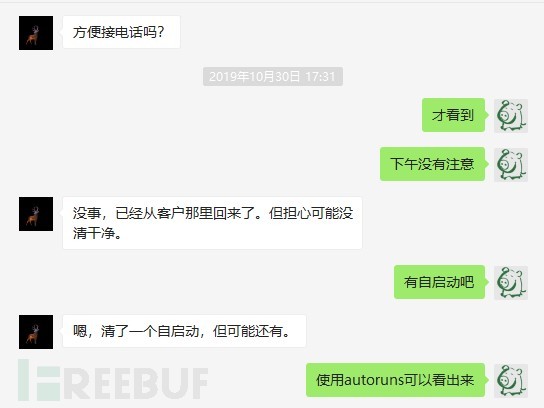 方便接电话吗?
2019年10月30日 17:31
才看到
下午没有注意
没事，已经从客户那里回来了。但担心可能没
清干净。
有自启动吧
嗯，清了一个自启动，但可能还有。
使用autoruns可以看出来
FREEBUF